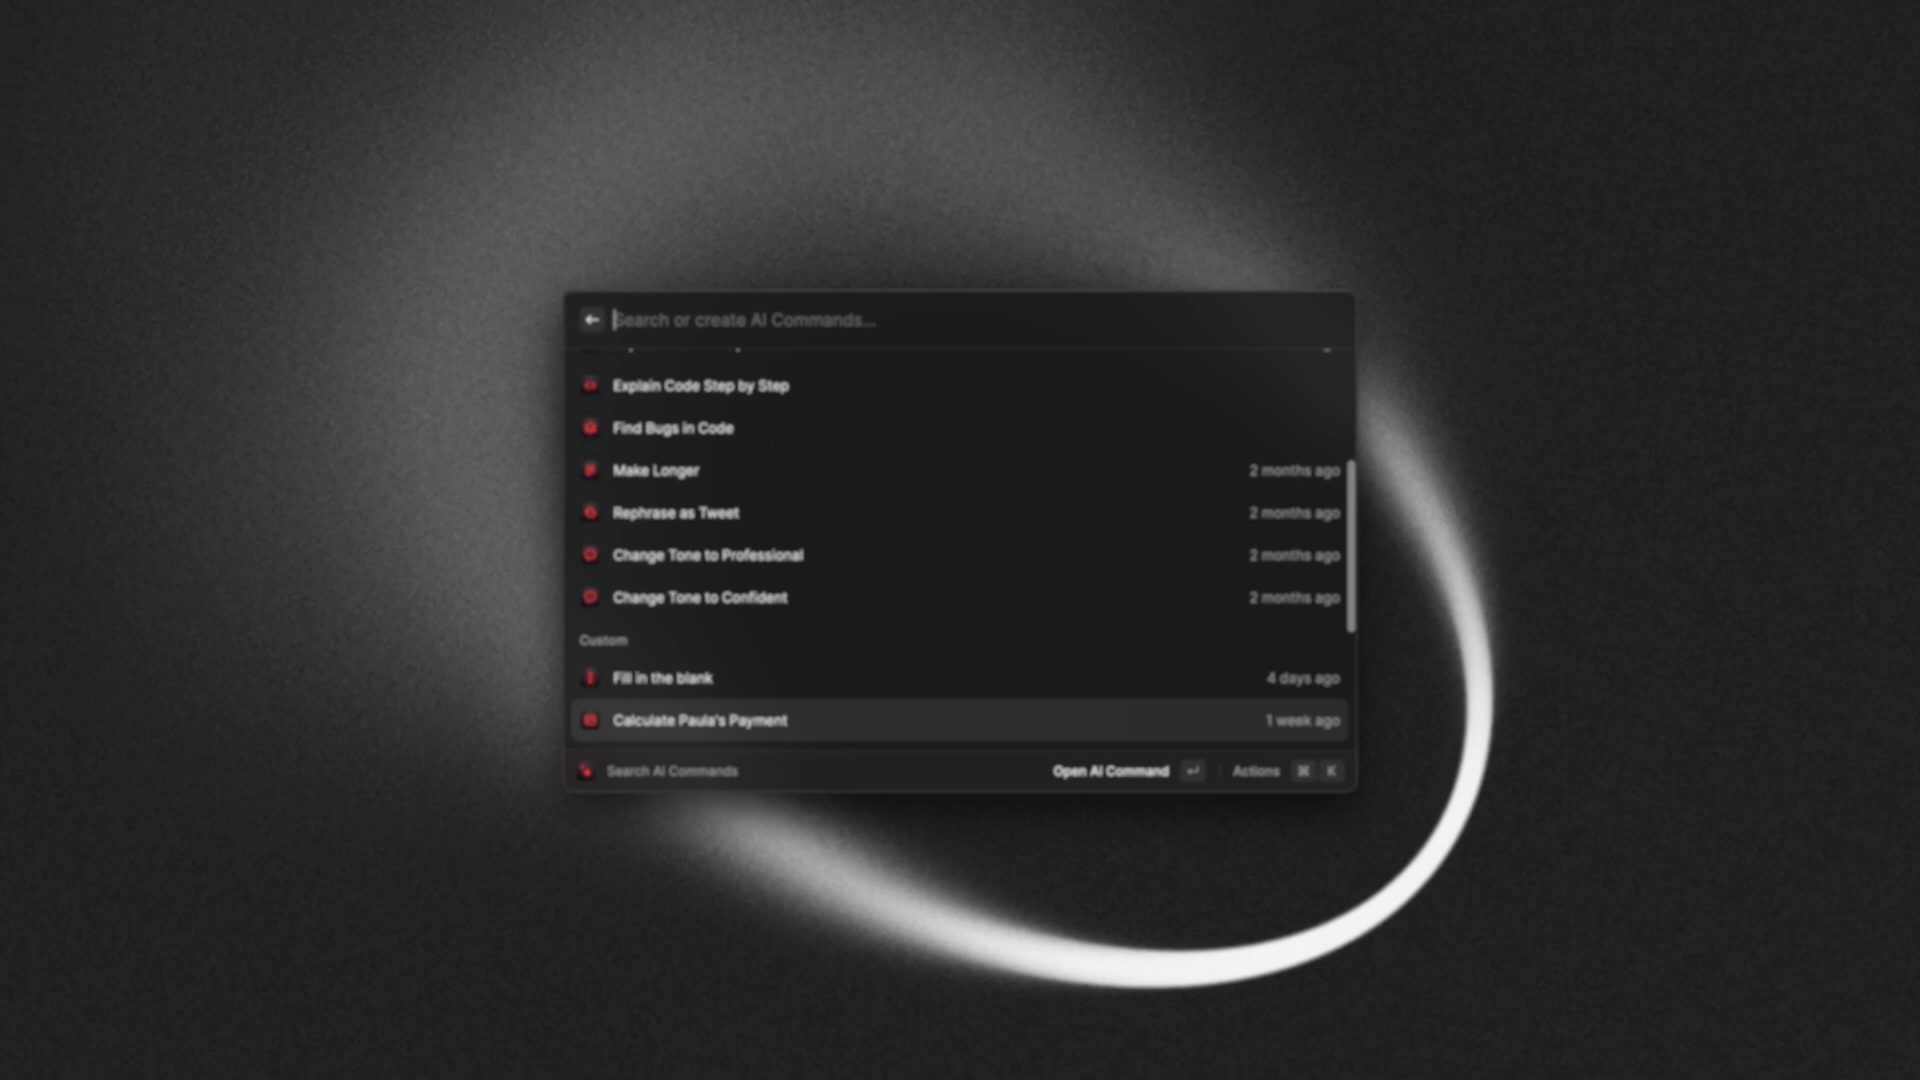 Search or create AI Commands...
Explain Code Step by Step
Find Bugs in Code
Make Longer 2 months ago
Rephrase as Tweet 2 months ago
Change Tone to Professional 2 months ago
Change Tone to Confident 2 months ago
Custom
Fill in the blank 4 days ago
Calculate Paula's Payment 1 week ago
Search AI Commands Open AI Command ↵ Actions ⌘ K